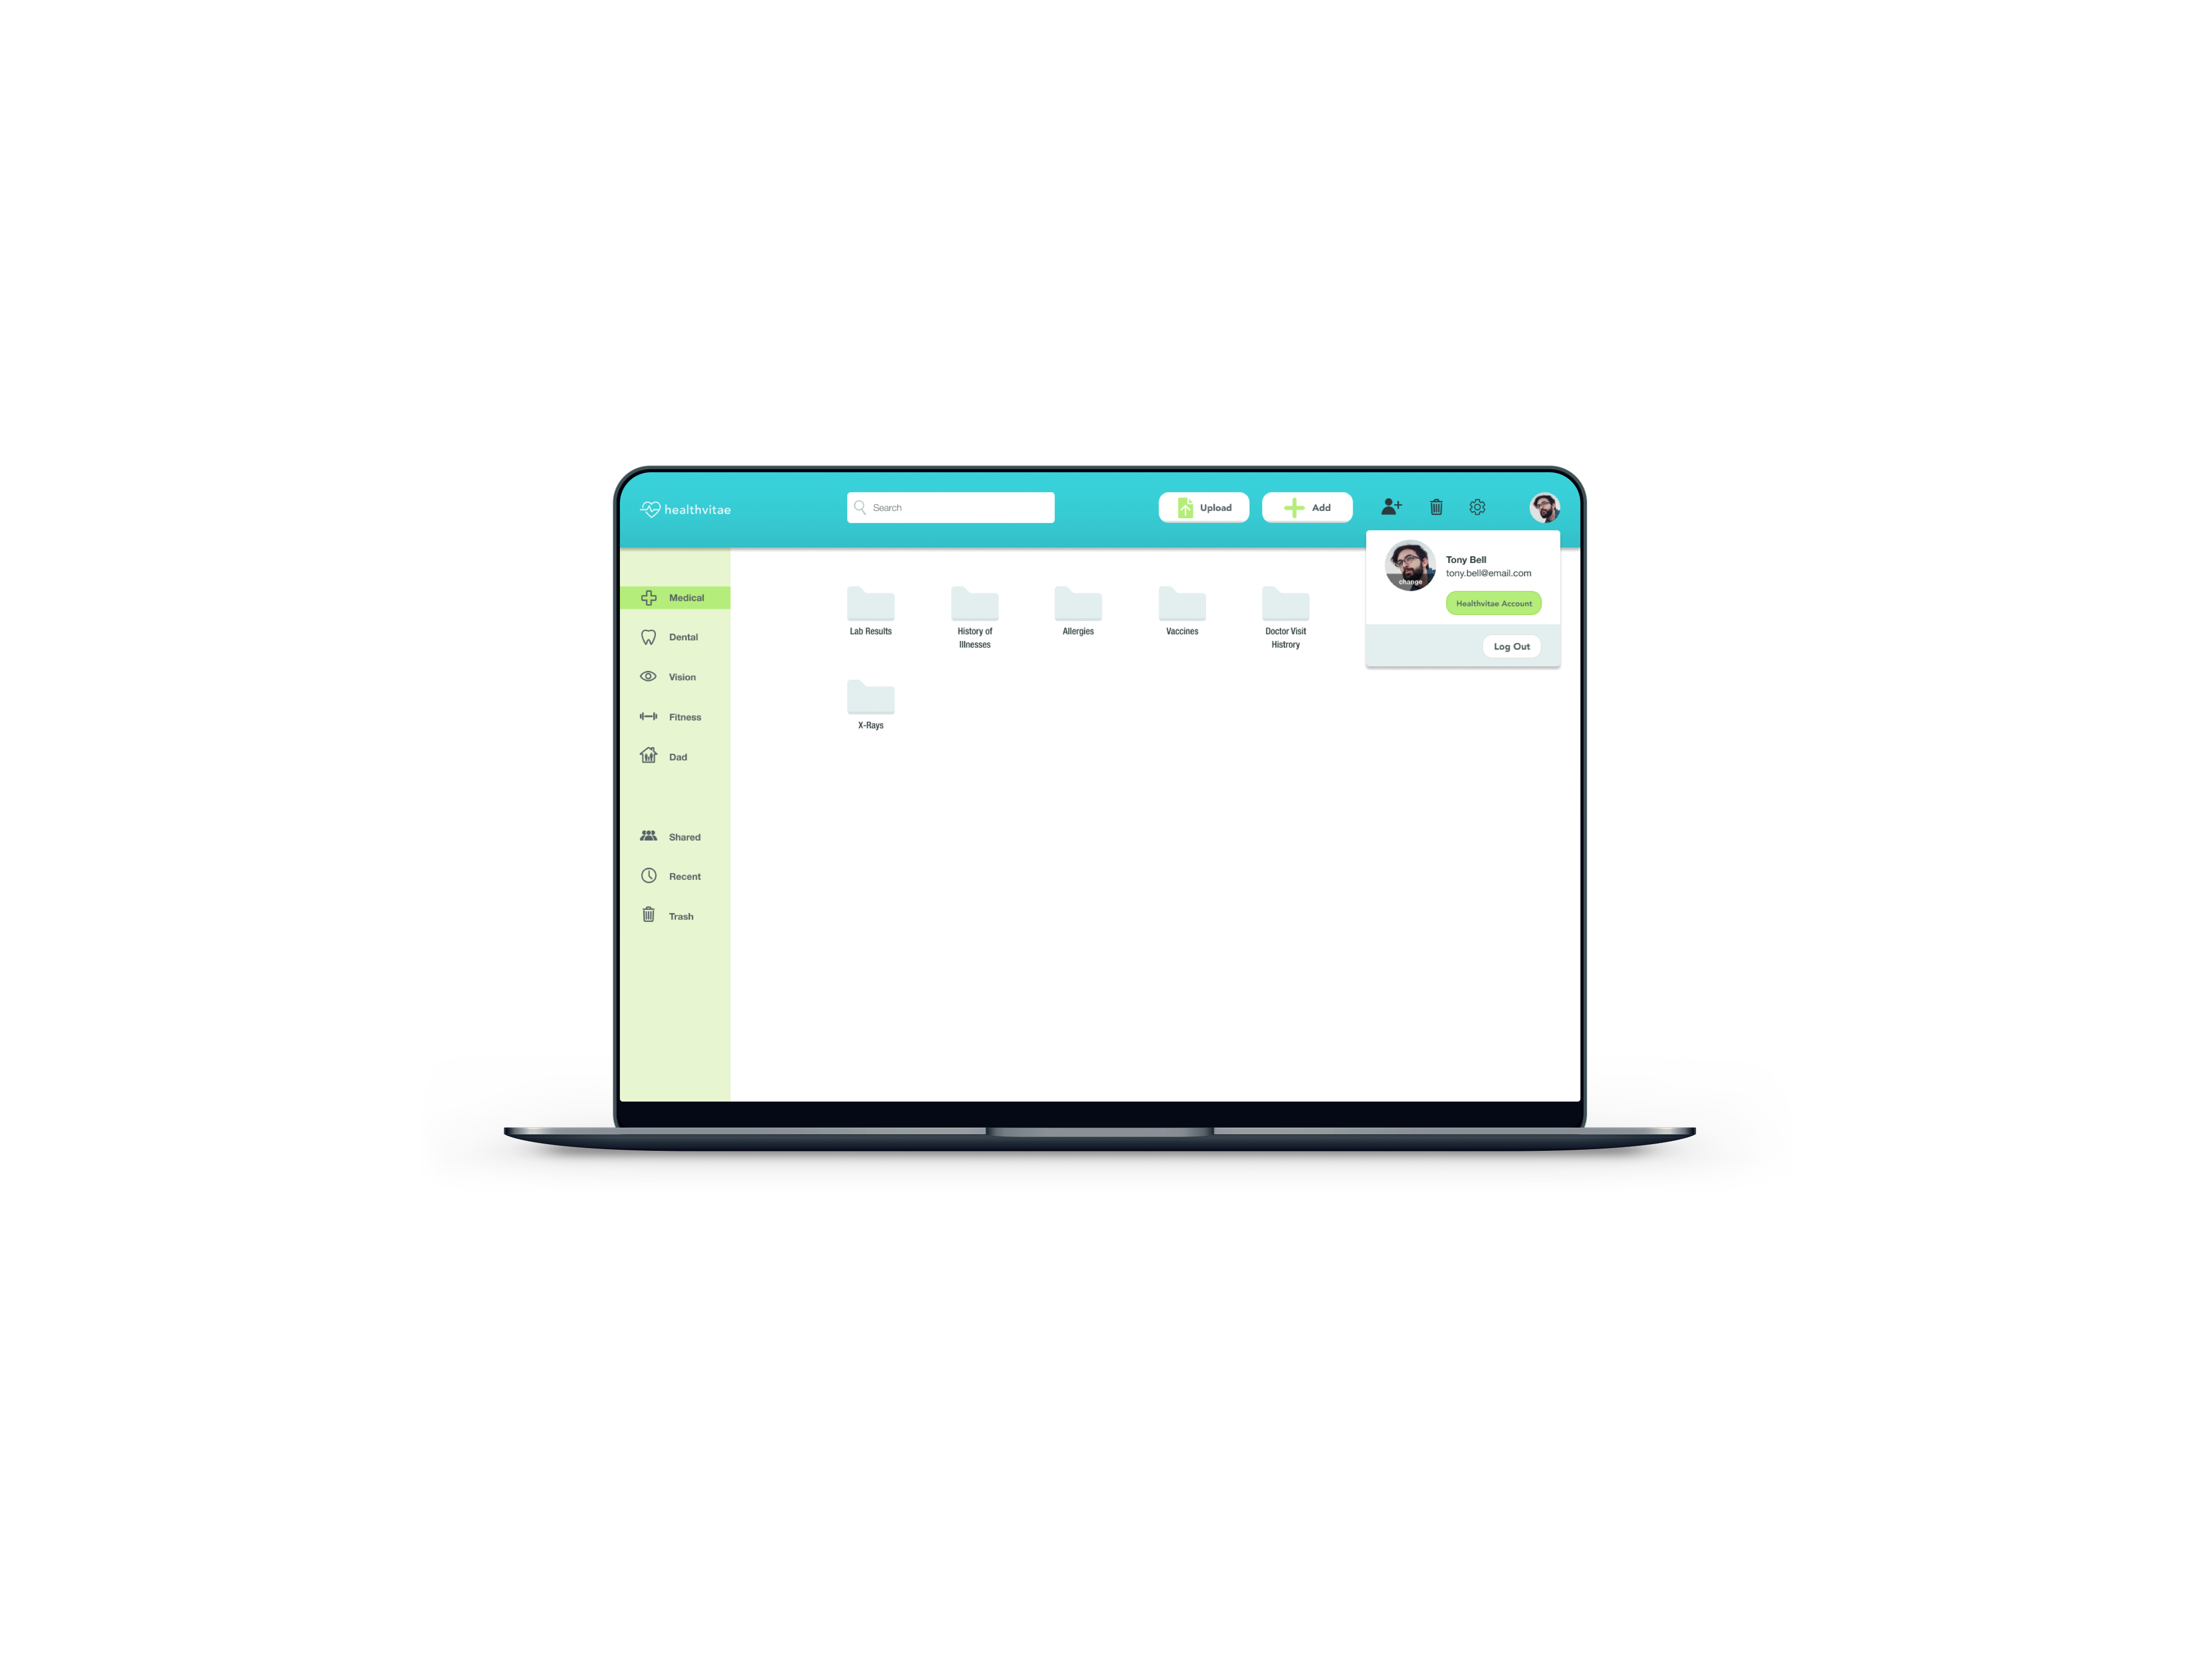 healthvitae
Search
Upload
Add
change
Tony Bell
tony.bell@email.com
Healthvitae Account
Log Out
Medical
Dental
Vision
Fitness
Dad
Shared
Recent
Trash
Lab Results
History of
Illnesses
Allergies
Vaccines
Doctor Visit
Histrory
X-Rays